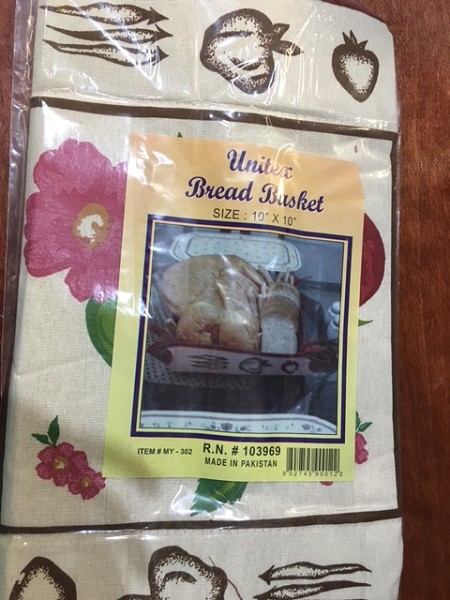 Unitex
Bread Basket
SIZE : 10" X 10"
ITEM # MY - 302
R.N. # 103969
MADE IN PAKISTAN